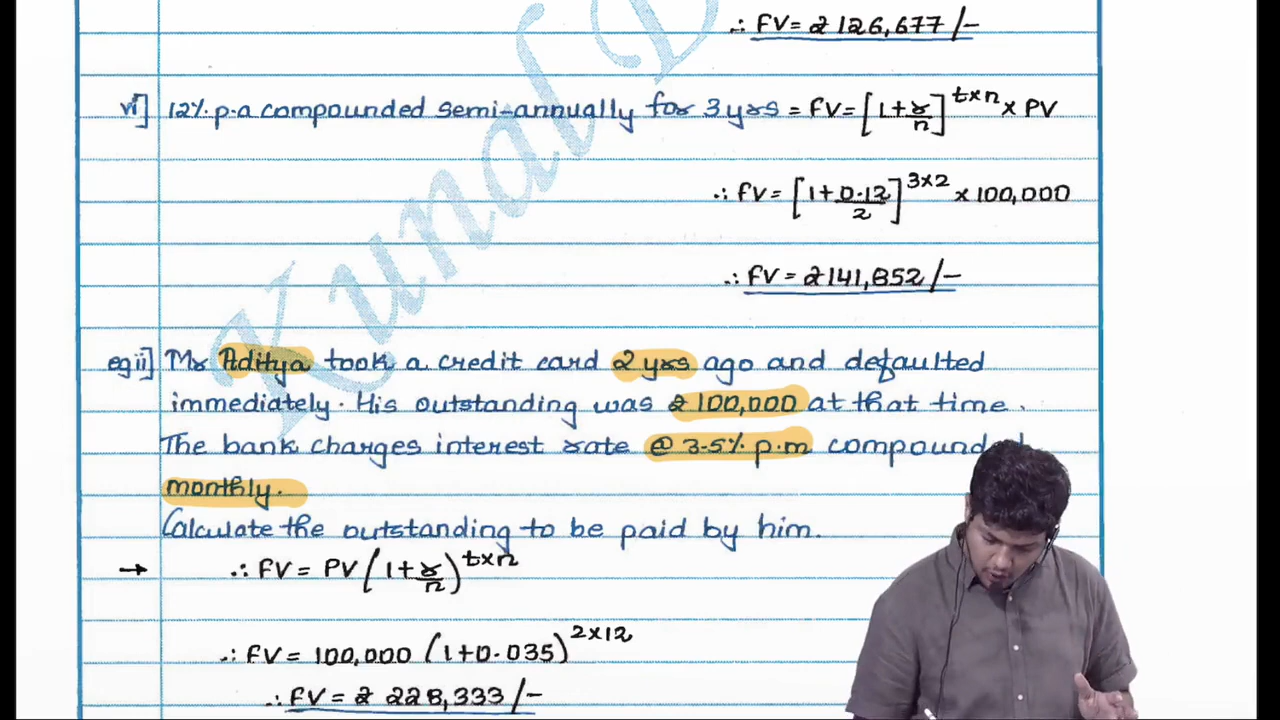 ∴ FV = ₹ 126,677/-
vi] 12% p.a compounded semi-annually for 3 yrs = FV = [1 + r/n]^t×n × PV
∴ FV = [1 + 0.12/2]^3×2 × 100,000
∴ FV = ₹ 141,852/-
eg ii] Mr Aditya took a credit card 2 yrs ago and defaulted
immediately. His outstanding was ₹ 100,000 at that time.
The bank charges interest rate @ 3.5% p.m compounded
monthly.
Calculate the outstanding to be paid by him.
→ ∴ FV = PV (1 + r/n)^t×n
∴ FV = 100,000 (1 + 0.035)^2×12
∴ FV = ₹ 228,333/-
Kunal D